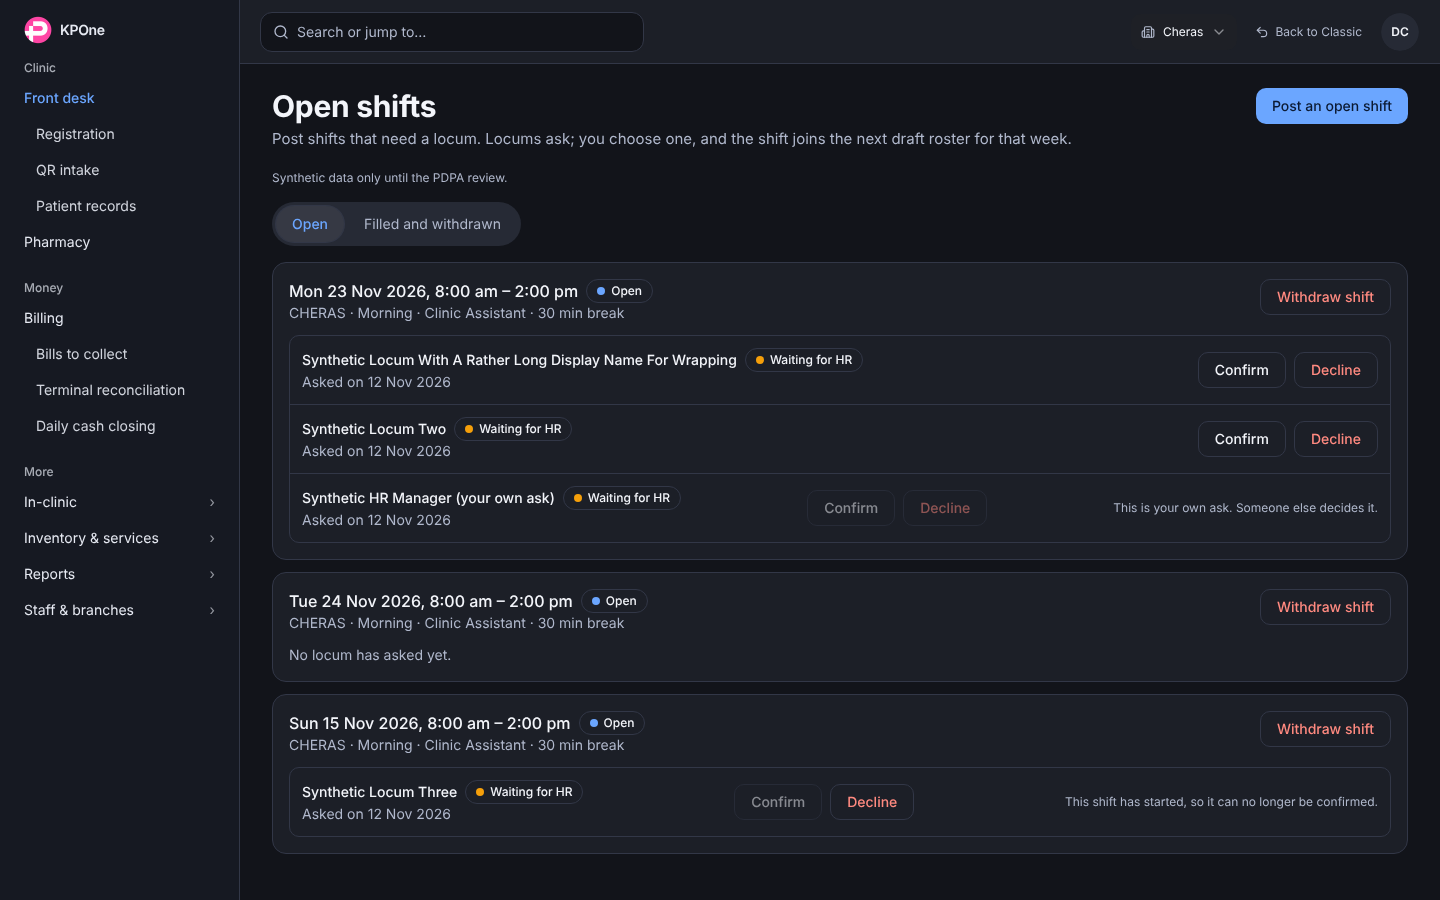 KPOne
Clinic
Front desk
Registration
QR intake
Patient records
Pharmacy
Money
Billing
Bills to collect
Terminal reconciliation
Daily cash closing
More
In-clinic
Inventory & services
Reports
Staff & branches
Search or jump to...
Cheras
Back to Classic
DC
Open shifts
Post an open shift
Post shifts that need a locum. Locums ask; you choose one, and the shift joins the next draft roster for that week.
Synthetic data only until the PDPA review.
Open
Filled and withdrawn
Mon 23 Nov 2026, 8:00 am – 2:00 pm
Open
Withdraw shift
CHERAS · Morning · Clinic Assistant · 30 min break
Synthetic Locum With A Rather Long Display Name For Wrapping
Waiting for HR
Asked on 12 Nov 2026
Confirm
Decline
Synthetic Locum Two
Waiting for HR
Asked on 12 Nov 2026
Confirm
Decline
Synthetic HR Manager (your own ask)
Waiting for HR
Asked on 12 Nov 2026
Confirm
Decline
This is your own ask. Someone else decides it.
Tue 24 Nov 2026, 8:00 am – 2:00 pm
Open
Withdraw shift
CHERAS · Morning · Clinic Assistant · 30 min break
No locum has asked yet.
Sun 15 Nov 2026, 8:00 am – 2:00 pm
Open
Withdraw shift
CHERAS · Morning · Clinic Assistant · 30 min break
Synthetic Locum Three
Waiting for HR
Asked on 12 Nov 2026
Confirm
Decline
This shift has started, so it can no longer be confirmed.